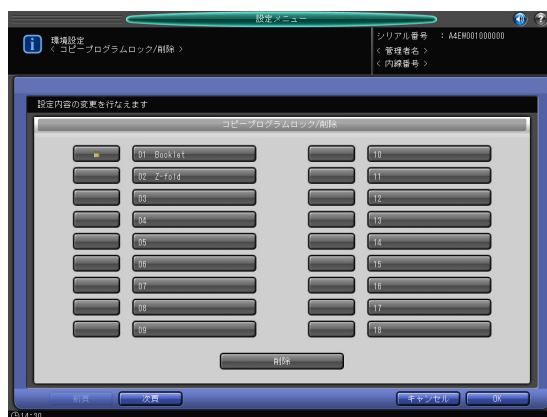 設定メニュー
環境設定
< コピープログラムロック/削除 >
シリアル番号 : A4EW001000000
< 管理者名 >
< 内線番号 >
設定内容の変更を行なえます
コピープログラムロック/削除
01 Booklet
10
02 Z-fold
11
03
12
04
13
05
14
06
15
07
16
08
17
09
18
削除
前頁
次頁
キャンセル
OK
14:30